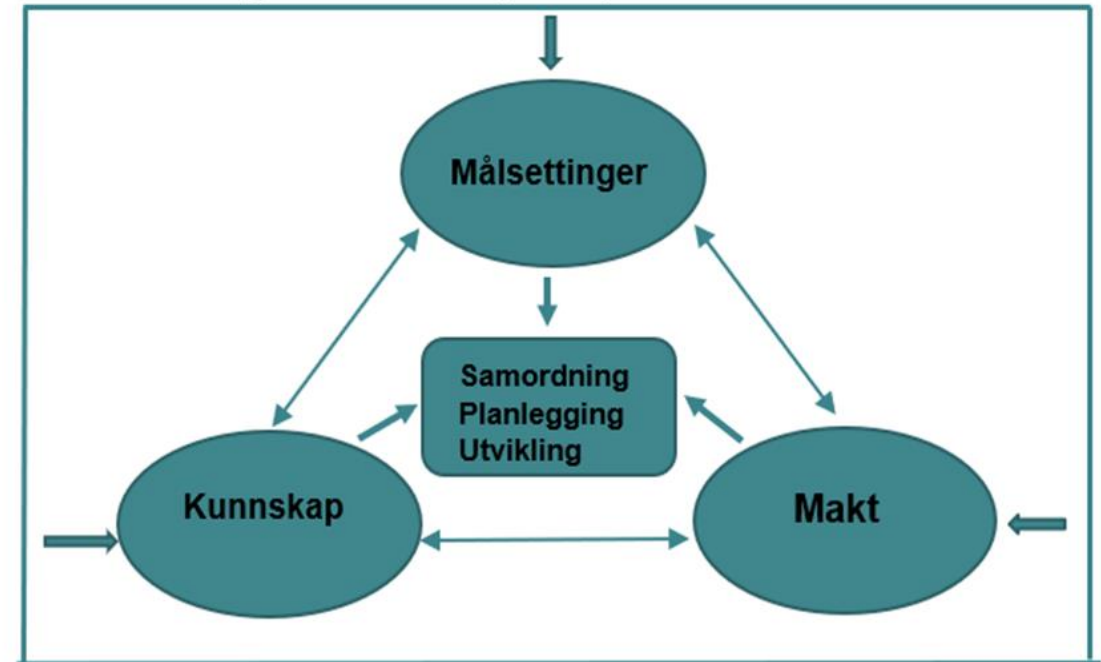 Målsettinger
Samordning
Planlegging
Utvikling
Kunnskap
Makt